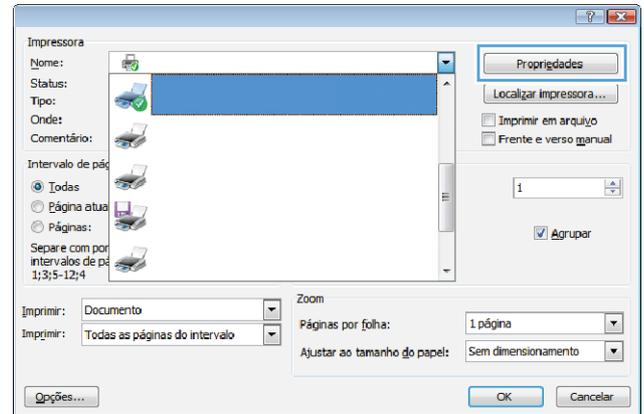 Impressora
Nome:
Propriedades
Status:
Tipo:
Localizar impressora...
Onde:
Imprimir em arquivo
Comentário:
Frente e verso manual
Intervalo de pág
Todas
1
Página atua
Páginas:
Agrupar
Separe com por
intervalos de pá
1;3;5-12;4
Imprimir: Documento
Imprimir: Todas as páginas do intervalo
Zoom
Páginas por folha: 1 página
Ajustar ao tamanho do papel: Sem dimensionamento
Opções...
OK
Cancelar